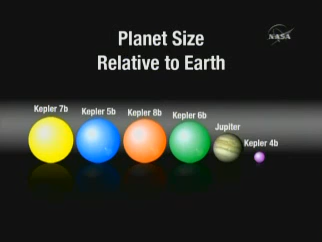 NASA
Planet Size
Relative to Earth
Kepler 7b
Kepler 5b
Kepler 8b
Kepler 6b
Jupiter
Kepler 4b